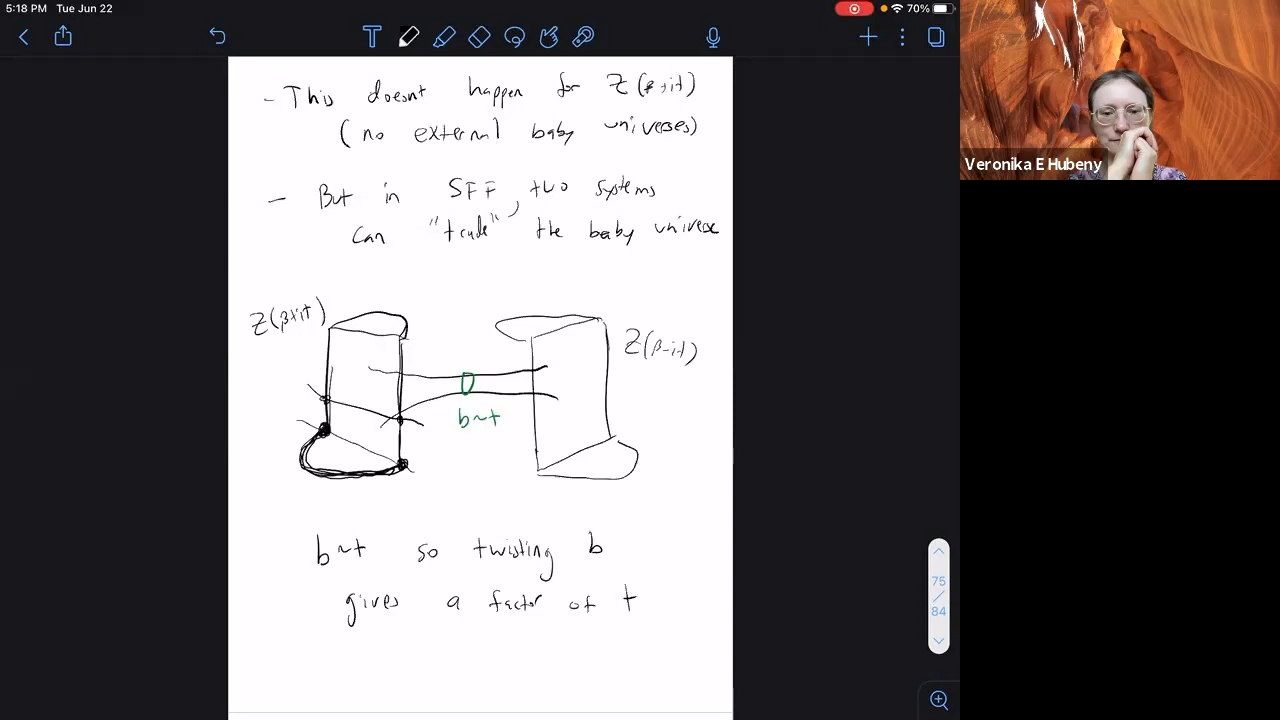 5:18 PM Tue Jun 22
70%
- This doesnt happen for Z(β+it)
(no external baby universes)
- But in SFF, two systems
can "trade" the baby universe
Z(β+it)
Z(β-it)
b~t
b~t so twisting b
gives a factor of t
75
/
84
Veronika E Hubeny